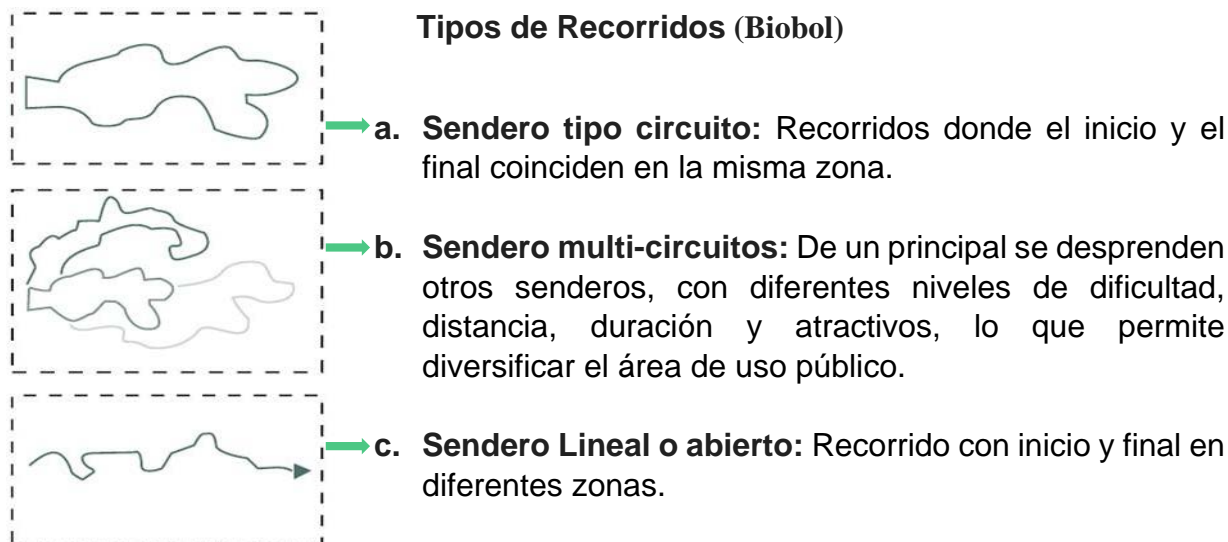 Tipos de Recorridos (Biobol)
a. Sendero tipo circuito: Recorridos donde el inicio y el
final coinciden en la misma zona.
b. Sendero multi-circuitos: De un principal se desprenden
otros senderos, con diferentes niveles de dificultad,
distancia, duración y atractivos, lo que permite
diversificar el área de uso público.
c. Sendero Lineal o abierto: Recorrido con inicio y final en
diferentes zonas.